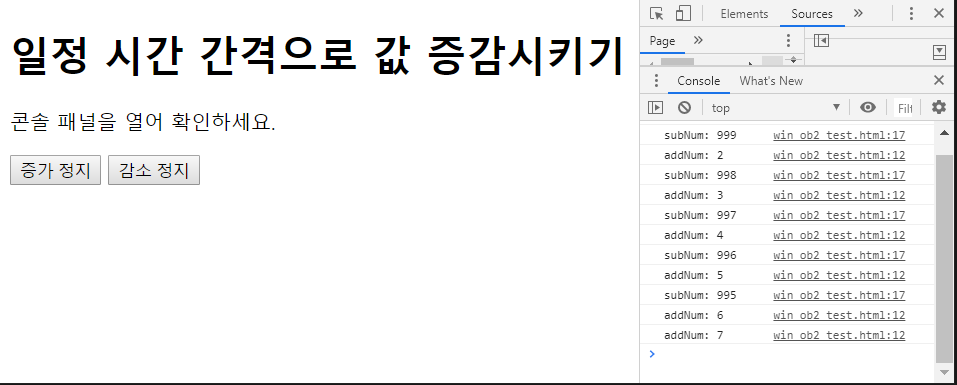 일정 시간 간격으로 값 증감시키기
콘솔 패널을 열어 확인하세요.
증가 정지 감소 정지
Elements Sources
Page
Console What's New
top Filt
subNum: 999 win_ob2_test.html:17
addNum: 2 win_ob2_test.html:12
subNum: 998 win_ob2_test.html:17
addNum: 3 win_ob2_test.html:12
subNum: 997 win_ob2_test.html:17
addNum: 4 win_ob2_test.html:12
subNum: 996 win_ob2_test.html:17
addNum: 5 win_ob2_test.html:12
subNum: 995 win_ob2_test.html:17
addNum: 6 win_ob2_test.html:12
addNum: 7 win_ob2_test.html:12